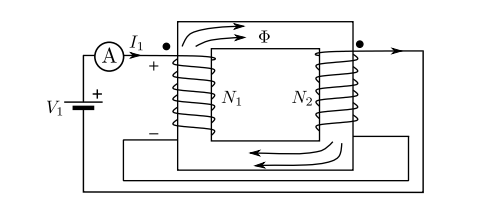 Φ
I₁
A
+
+
N₁
N₂
V₁
−